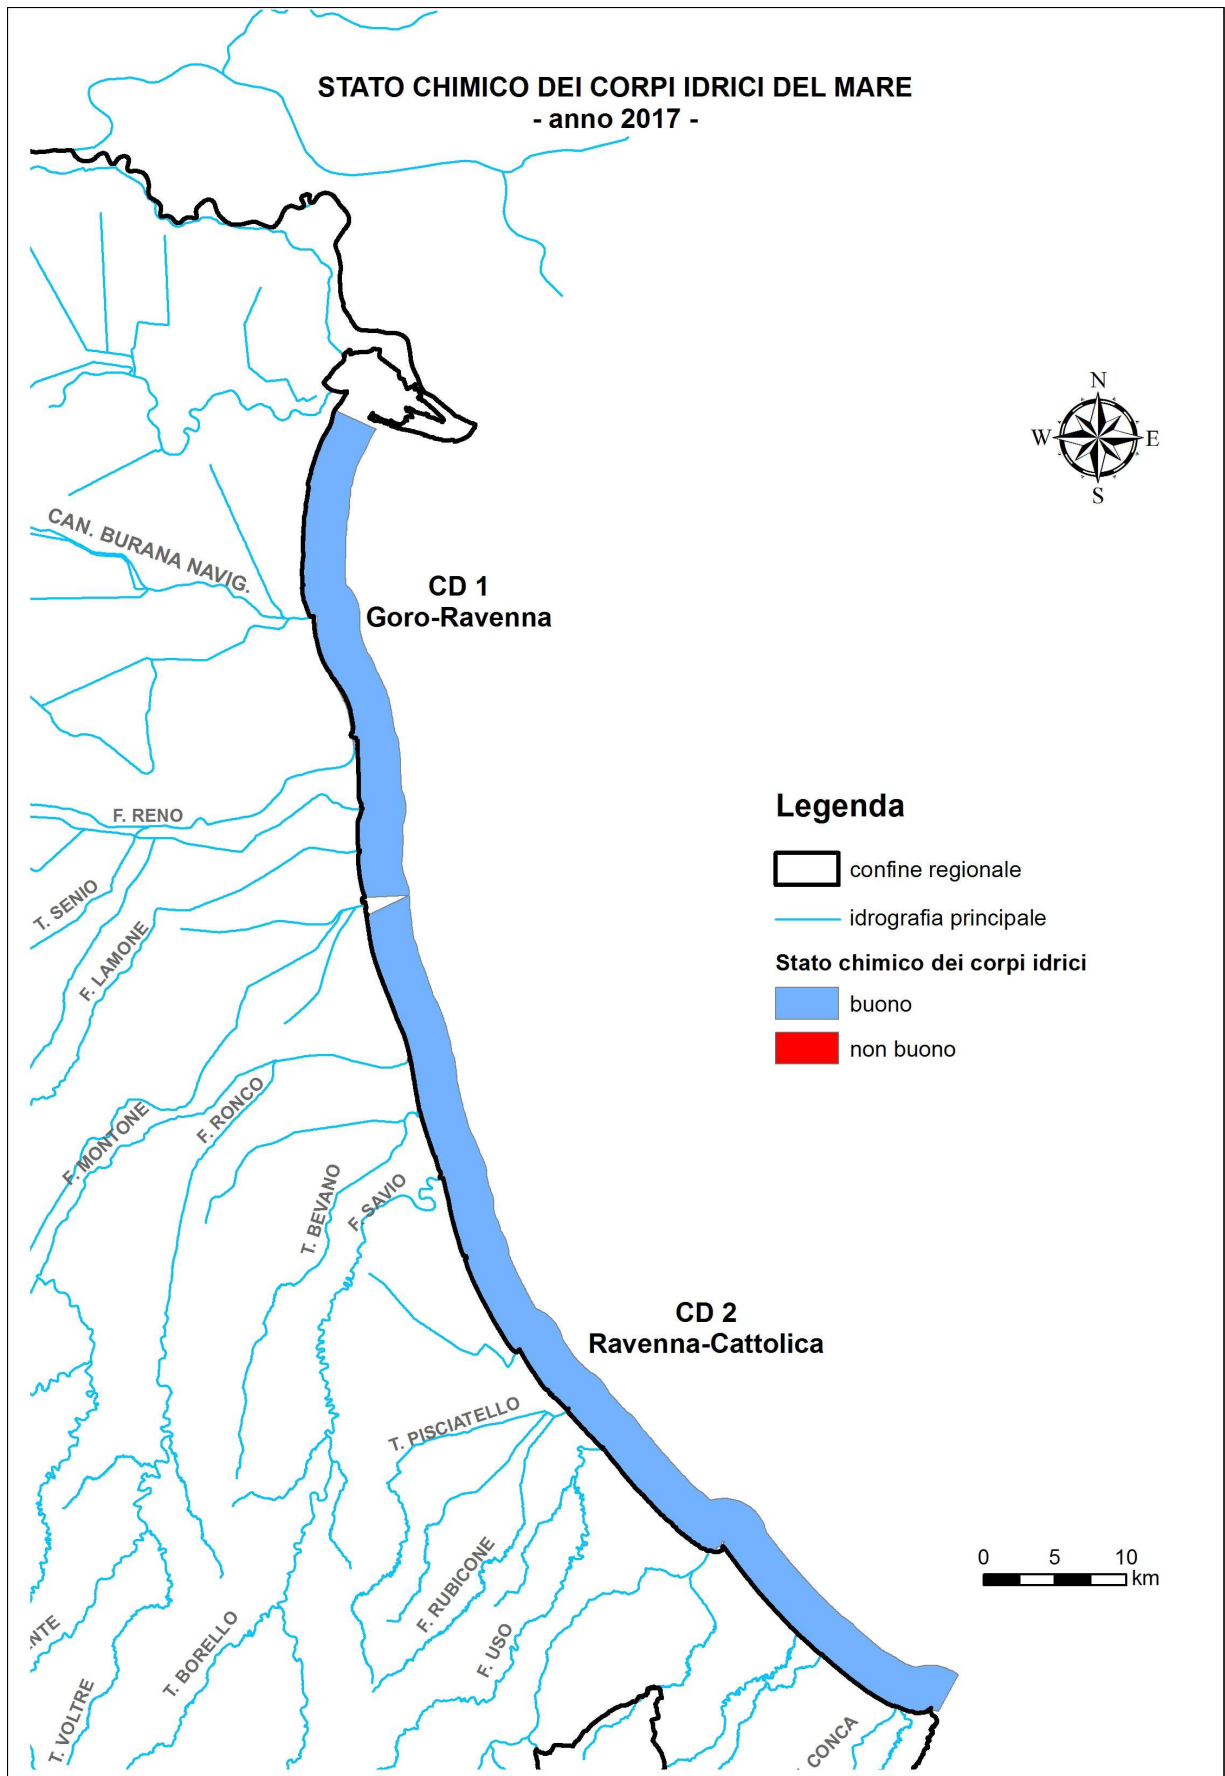 STATO CHIMICO DEI CORPI IDRICI DEL MARE
- anno 2017 -
N
W
E
S
CAN. BURANA NAVIG.
CD 1
Goro-Ravenna
Legenda
confine regionale
idrografia principale
Stato chimico dei corpi idrici
buono
non buono
F. RENO
T. SENIO
F. LAMONE
F. MONTONE
F. RONCO
T. BEVANO
F. SAVIO
CD 2
Ravenna-Cattolica
T. PISCIATELLO
0 5 10
km
F. RUBICONE
F. USO
NTE
T. BORELLO
T. VOLTRE
CONCA